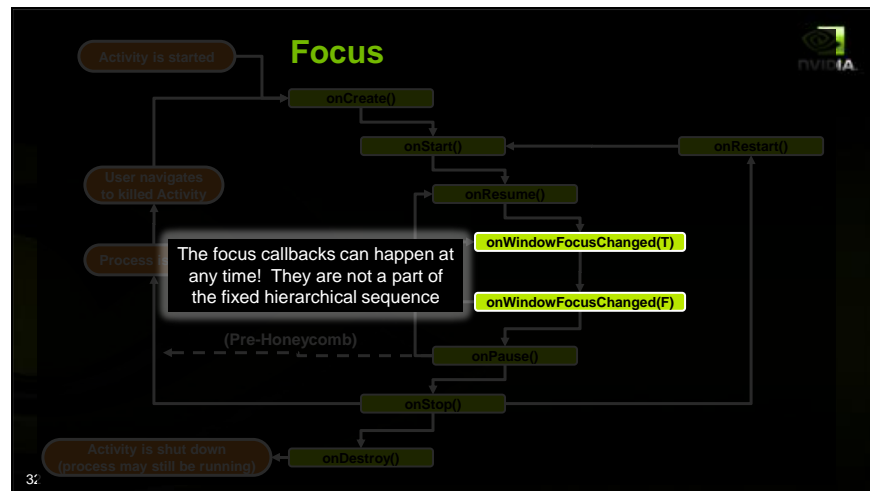 Focus
NVIDIA.
Activity is started
onCreate()
onStart()
onRestart()
User navigates
to killed Activity
onResume()
onWindowFocusChanged(T)
The focus callbacks can happen at
any time! They are not a part of
the fixed hierarchical sequence
Process is
onWindowFocusChanged(F)
(Pre-Honeycomb)
onPause()
onStop()
Activity is shut down
(process may still be running)
onDestroy()